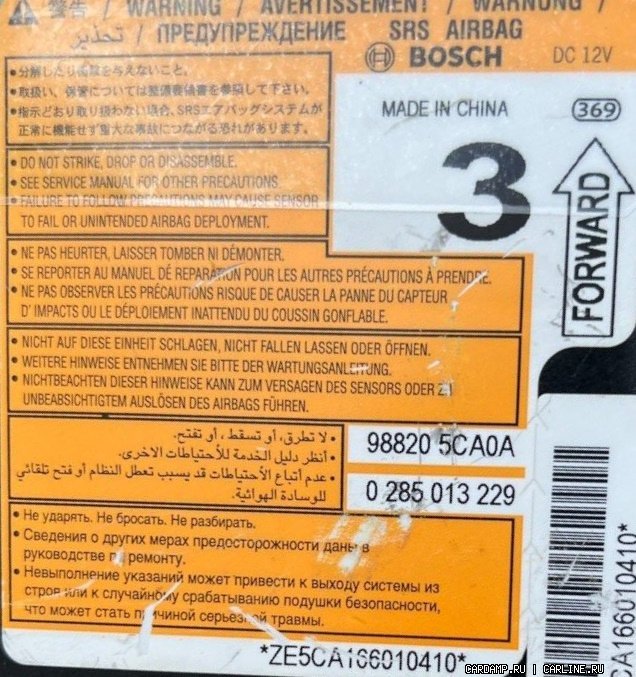 警告 / WARNING / AVERTISSEMENT / WARNUNG /
تحذير / ПРЕДУПРЕЖДЕНИЕ SRS AIRBAG
BOSCH DC 12V
•分解したり衝撃を与えないこと。
•取扱い、保管については整備要領書を参照して下さい。
•指示どおり取り扱わない場合、SRSエアバッグシステムが
正常に機能せず重大な事故につながる恐れがあります。
MADE IN CHINA 369
3
FORWARD
• DO NOT STRIKE, DROP OR DISASSEMBLE.
• SEE SERVICE MANUAL FOR OTHER PRECAUTIONS.
• FAILURE TO FOLLOW PRECAUTIONS MAY CAUSE SENSOR
TO FAIL OR UNINTENDED AIRBAG DEPLOYMENT.
• NE PAS HEURTER, LAISSER TOMBER NI DÉMONTER.
• SE REPORTER AU MANUEL DÉ RÉPARATION POUR LES AUTRES PRÉCAUTIONS À PRENDRE.
• NE PAS OBSERVER LES PRÉCAUTIONS RISQUE DE CAUSER LA PANNE DU CAPTEUR
D' IMPACTS OU LE DÉPLOIEMENT INATTENDU DU COUSSIN GONFLABLE.
• NICHT AUF DIESE EINHEIT SCHLAGEN, NICHT FALLEN LASSEN ODER ÖFFNEN.
• WEITERE HINWEISE ENTNEHMEN SIE BITTE DER WARTUNGSANLEITUNG.
• NICHTBEACHTEN DIESER HINWEISE KANN ZUM VERSAGEN DES SENSORS ODER ZU
UNBEABSICHTIGTEM AUSLÖSEN DES AIRBAGS FÜHREN.
• لا تطرق، أو تسقط، أو تفتح.
• أنظر دليل الخدمة للأحتياطات الاخرى.
• عدم أتباع الأحتياطات قد يسبب تعطل النظام أو فتح تلقائي
للوسادة الهوائية.
98820 5CA0A
0 285 013 229
• Не ударять. Не бросать. Не разбирать.
• Сведения о других мерах предосторожности даны в
руководстве по ремонту.
• Невыполнение указаний может привести к выходу системы из
строя или к случайному срабатыванию подушки безопасности,
что может стать причиной серьезной травмы.
*ZE5CA166010410*
CA166010410*
CARDAMP.RU | CARLINE.RU